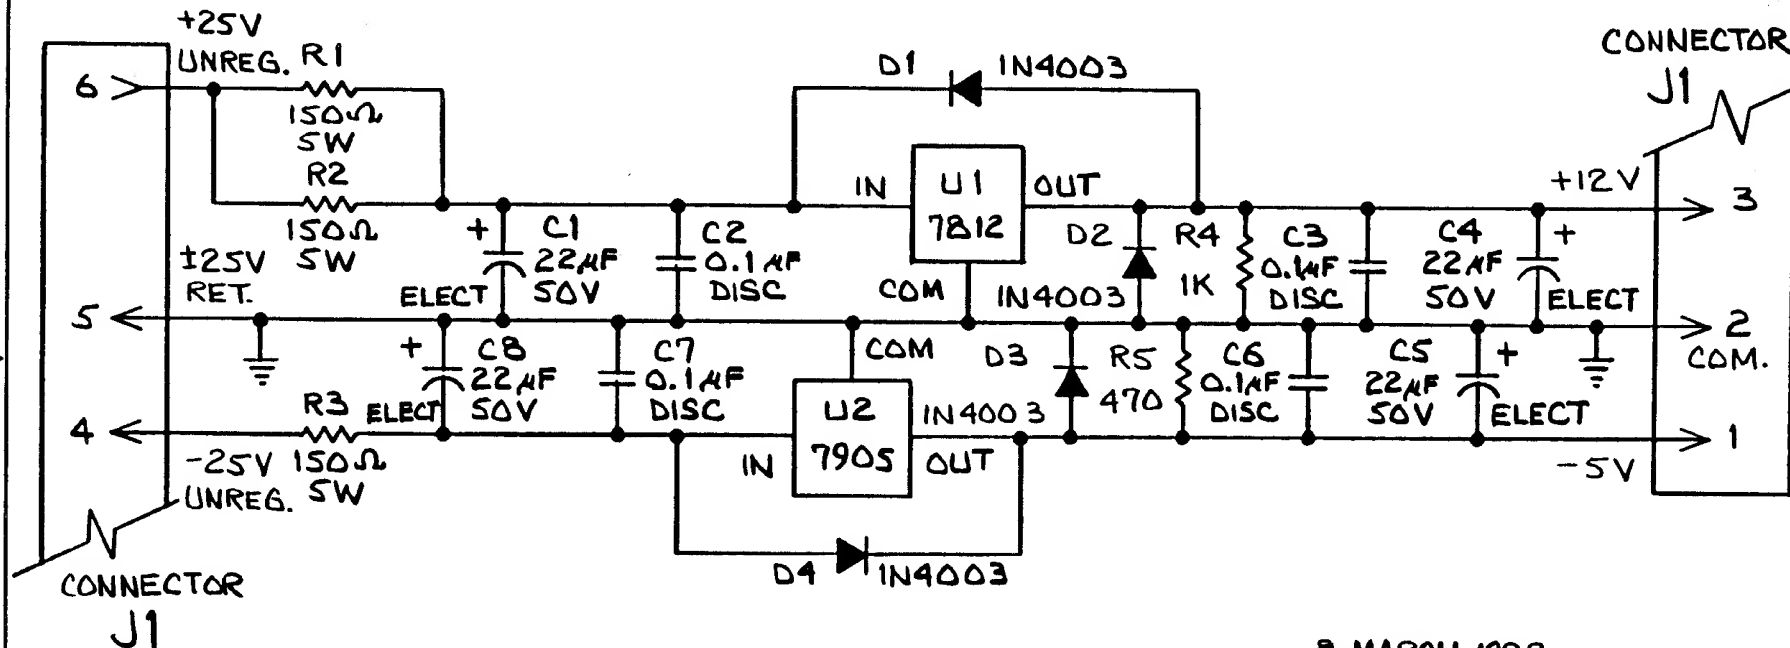 +25V
UNREG.
6
R1
150Ω
5W
R2
150Ω
5W
±25V
RET.
5
4
-25V
UNREG.
R3
150Ω
5W
CONNECTOR
J1
+
C1
22µF
50V
ELECT
C2
0.1µF
DISC
+
C8
22µF
50V
ELECT
C7
0.1µF
DISC
D1
1N4003
IN
U1
7812
OUT
COM
D2
1N4003
R4
1K
C3
0.1µF
DISC
C4
22µF
50V
+
ELECT
COM
U2
7905
IN
OUT
D3
1N4003
R5
470
C6
0.1µF
DISC
C5
22µF
50V
+
ELECT
D4
1N4003
CONNECTOR
J1
+12V
3
2
COM.
1
-5V
MARCH